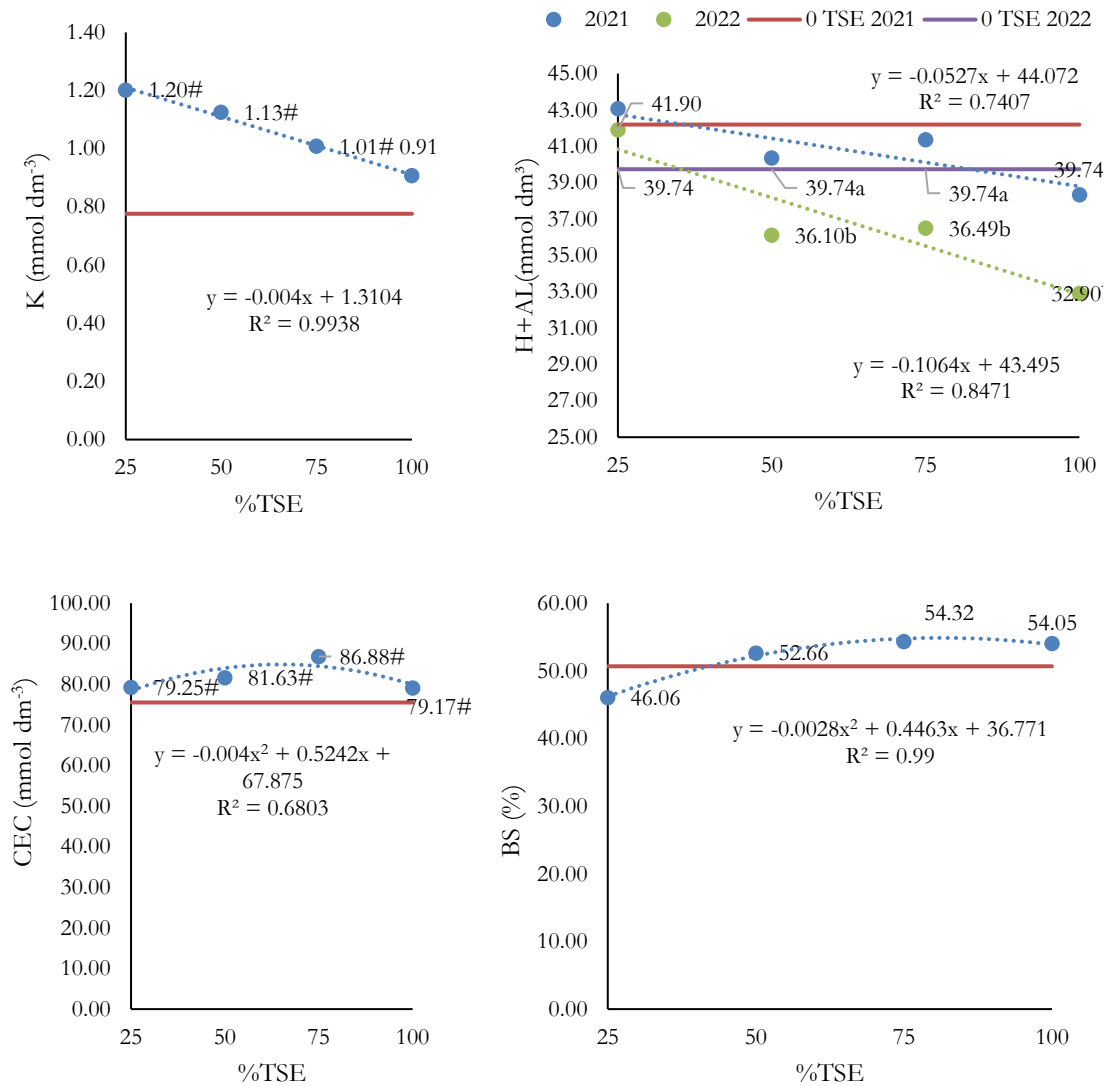 2021 2022 0 TSE 2021 0 TSE 2022
1.40
1.20
1.00
0.80
0.60
0.40
0.20
0.00
K (mmol dm-3)
1.20#
1.13#
1.01# 0.91
y = -0.004x + 1.3104
R² = 0.9938
25 50 75 100
%TSE
45.00
43.00
41.00
39.00
37.00
35.00
33.00
31.00
29.00
27.00
25.00
H+AL(mmol dm³)
y = -0.0527x + 44.072
R² = 0.7407
41.90
39.74
39.74a
39.74a
39.74
36.10b
36.49b
32.90
y = -0.1064x + 43.495
R² = 0.8471
25 50 75 100
%TSE
100.00
90.00
80.00
70.00
60.00
50.00
40.00
30.00
20.00
10.00
0.00
CEC (mmol dm-3)
79.25#
81.63#
86.88#
79.17#
y = -0.004x² + 0.5242x +
67.875
R² = 0.6803
25 50 75 100
%TSE
60.00
50.00
40.00
30.00
20.00
10.00
0.00
BS (%)
46.06
52.66
54.32
54.05
y = -0.0028x² + 0.4463x + 36.771
R² = 0.99
25 50 75 100
%TSE